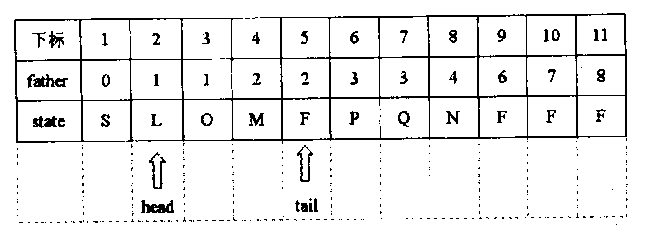 下标 1 2 3 4 5 6 7 8 9 10 11
father 0 1 1 2 2 3 3 4 6 7 8
state S L O M F P Q N F F F
head tail